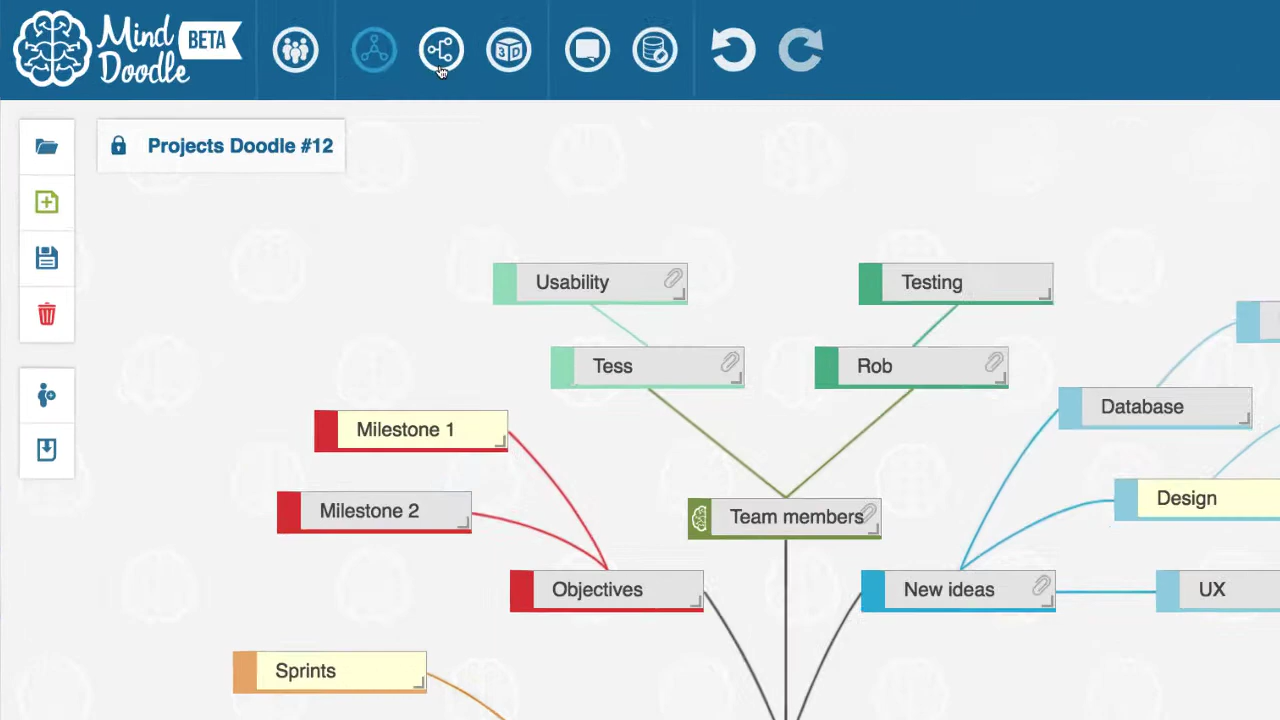 Mind
Doodle
BETA
3D
Projects Doodle #12
Usability
Testing
Tess
Rob
Database
Milestone 1
Design
Milestone 2
Team members
Objectives
New ideas
UX
Sprints